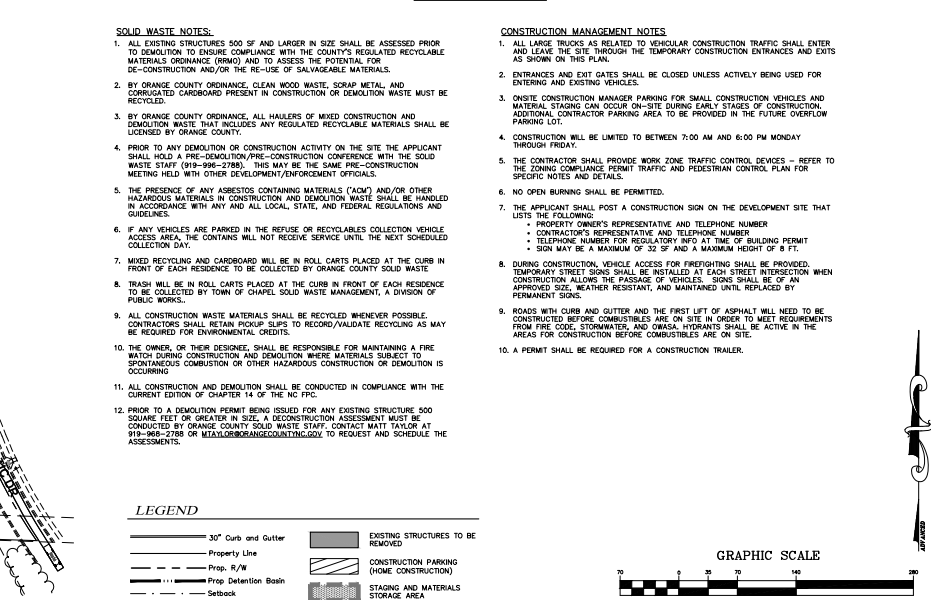 SOLID WASTE NOTES:
1. ALL EXISTING STRUCTURES 500 SF AND LARGER IN SIZE SHALL BE ASSESSED PRIOR
TO DEMOLITION TO ENSURE COMPLIANCE WITH THE COUNTY'S REGULATED RECYCLABLE
MATERIALS ORDINANCE (RRMO) AND TO ASSESS THE POTENTIAL FOR
DE-CONSTRUCTION AND/OR THE RE-USE OF SALVAGEABLE MATERIALS.
2. BY ORANGE COUNTY ORDINANCE, CLEAN WOOD WASTE, SCRAP METAL, AND
CORRUGATED CARDBOARD PRESENT IN CONSTRUCTION OR DEMOLITION WASTE MUST BE
RECYCLED.
3. BY ORANGE COUNTY ORDINANCE, ALL HAULERS OF MIXED CONSTRUCTION AND
DEMOLITION WASTE THAT INCLUDES ANY REGULATED RECYCLABLE MATERIALS SHALL BE
LICENSED BY ORANGE COUNTY.
4. PRIOR TO ANY DEMOLITION OR CONSTRUCTION ACTIVITY ON THE SITE THE APPLICANT
SHALL HOLD A PRE-DEMOLITION/PRE-CONSTRUCTION CONFERENCE WITH THE SOLID
WASTE STAFF (919-996-2788). THIS MAY BE THE SAME PRE-CONSTRUCTION
MEETING HELD WITH OTHER DEVELOPMENT/ENFORCEMENT OFFICIALS.
5. THE PRESENCE OF ANY ASBESTOS CONTAINING MATERIALS ("ACM") AND/OR OTHER
HAZARDOUS MATERIALS IN CONSTRUCTION AND DEMOLITION WASTE SHALL BE HANDLED
IN ACCORDANCE WITH ANY AND ALL LOCAL, STATE, AND FEDERAL REGULATIONS AND
GUIDELINES.
6. IF ANY VEHICLES ARE PARKED IN THE REFUSE OR RECYCLABLES COLLECTION VEHICLE
ACCESS AREA, THE CONTAINS WILL NOT RECEIVE SERVICE UNTIL THE NEXT SCHEDULED
COLLECTION DAY.
7. MIXED RECYCLING AND CARDBOARD WILL BE IN ROLL CARTS PLACED AT THE CURB IN
FRONT OF EACH RESIDENCE TO BE COLLECTED BY ORANGE COUNTY SOLID WASTE
8. TRASH WILL BE IN ROLL CARTS PLACED AT THE CURB IN FRONT OF EACH RESIDENCE
TO BE COLLECTED BY TOWN OF CHAPEL SOLID WASTE MANAGEMENT, A DIVISION OF
PUBLIC WORKS..
9. ALL CONSTRUCTION WASTE MATERIALS SHALL BE RECYCLED WHENEVER POSSIBLE.
CONTRACTORS SHALL RETAIN PICKUP SLIPS TO RECORD/VALIDATE RECYCLING AS MAY
BE REQUIRED FOR ENVIRONMENTAL CREDITS.
10. THE OWNER, OR THEIR DESIGNEE, SHALL BE RESPONSIBLE FOR MAINTAINING A FIRE
WATCH DURING CONSTRUCTION AND DEMOLITION WHERE MATERIALS SUBJECT TO
SPONTANEOUS COMBUSTION OR OTHER HAZARDOUS CONSTRUCTION OR DEMOLITION IS
OCCURRING
11. ALL CONSTRUCTION AND DEMOLITION SHALL BE CONDUCTED IN COMPLIANCE WITH THE
CURRENT EDITION OF CHAPTER 14 OF THE NC FPC.
12. PRIOR TO A DEMOLITION PERMIT BEING ISSUED FOR ANY EXISTING STRUCTURE 500
SQUARE FEET OR GREATER IN SIZE, A DECONSTRUCTION ASSESSMENT MUST BE
CONDUCTED BY ORANGE COUNTY SOLID WASTE STAFF. CONTACT MATT TAYLOR AT
919-968-2788 OR MTAYLOR@ORANGECOUNTYNC.GOV TO REQUEST AND SCHEDULE THE
ASSESSMENTS.
CONSTRUCTION MANAGEMENT NOTES
1. ALL LARGE TRUCKS AS RELATED TO VEHICULAR CONSTRUCTION TRAFFIC SHALL ENTER
AND LEAVE THE SITE THROUGH THE TEMPORARY CONSTRUCTION ENTRANCES AND EXITS
AS SHOWN ON THIS PLAN.
2. ENTRANCES AND EXIT GATES SHALL BE CLOSED UNLESS ACTIVELY BEING USED FOR
ENTERING AND EXISTING VEHICLES.
3. ONSITE CONSTRUCTION MANAGER PARKING FOR SMALL CONSTRUCTION VEHICLES AND
MATERIAL STAGING CAN OCCUR ON-SITE DURING EARLY STAGES OF CONSTRUCTION.
ADDITIONAL CONTRACTOR PARKING AREA TO BE PROVIDED IN THE FUTURE OVERFLOW
PARKING LOT.
4. CONSTRUCTION WILL BE LIMITED TO BETWEEN 7:00 AM AND 6:00 PM MONDAY
THROUGH FRIDAY.
5. THE CONTRACTOR SHALL PROVIDE WORK ZONE TRAFFIC CONTROL DEVICES – REFER TO
THE ZONING COMPLIANCE PERMIT TRAFFIC AND PEDESTRIAN CONTROL PLAN FOR
SPECIFIC NOTES AND DETAILS.
6. NO OPEN BURNING SHALL BE PERMITTED.
7. THE APPLICANT SHALL POST A CONSTRUCTION SIGN ON THE DEVELOPMENT SITE THAT
LISTS THE FOLLOWING:
• PROPERTY OWNER'S REPRESENTATIVE AND TELEPHONE NUMBER
• CONTRACTOR'S REPRESENTATIVE AND TELEPHONE NUMBER
• TELEPHONE NUMBER FOR REGULATORY INFO AT TIME OF BUILDING PERMIT
• SIGN MAY BE A MAXIMUM OF 32 SF AND A MAXIMUM HEIGHT OF 8 FT.
8. DURING CONSTRUCTION, VEHICLE ACCESS FOR FIREFIGHTING SHALL BE PROVIDED.
TEMPORARY STREET SIGNS SHALL BE INSTALLED AT EACH STREET INTERSECTION WHEN
CONSTRUCTION ALLOWS THE PASSAGE OF VEHICLES. SIGNS SHALL BE OF AN
APPROVED SIZE, WEATHER RESISTANT, AND MAINTAINED UNTIL REPLACED BY
PERMANENT SIGNS.
9. ROADS WITH CURB AND GUTTER AND THE FIRST LIFT OF ASPHALT WILL NEED TO BE
CONSTRUCTED BEFORE COMBUSTIBLES ARE ON SITE IN ORDER TO MEET REQUIREMENTS
FROM FIRE CODE, STORMWATER, AND OWASA. HYDRANTS SHALL BE ACTIVE IN THE
AREAS FOR CONSTRUCTION BEFORE COMBUSTIBLES ARE ON SITE.
10. A PERMIT SHALL BE REQUIRED FOR A CONSTRUCTION TRAILER.
LEGEND
30" Curb and Gutter
Property Line
Prop. R/W
Prop Detention Basin
Setback
EXISTING STRUCTURES TO BE
REMOVED
CONSTRUCTION PARKING
(HOME CONSTRUCTION)
STAGING AND MATERIALS
STORAGE AREA
GRAPHIC SCALE
70 0 35 70 140 280